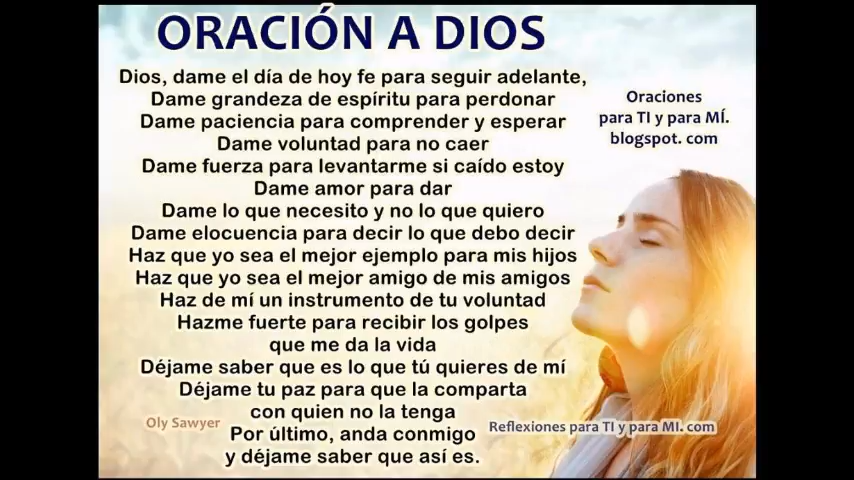 ORACIÓN A DIOS
Dios, dame el día de hoy fe para seguir adelante,
Dame grandeza de espíritu para perdonar
Dame paciencia para comprender y esperar
Dame voluntad para no caer
Dame fuerza para levantarme si caído estoy
Dame amor para dar
Dame lo que necesito y no lo que quiero
Dame elocuencia para decir lo que debo decir
Haz que yo sea el mejor ejemplo para mis hijos
Haz que yo sea el mejor amigo de mis amigos
Haz de mí un instrumento de tu voluntad
Hazme fuerte para recibir los golpes
que me da la vida
Déjame saber que es lo que tú quieres de mí
Déjame tu paz para que la comparta
con quien no la tenga
Por último, anda conmigo
y déjame saber que así es.
Oraciones
para TI y para MÍ.
blogspot. com
Oly Sawyer
Reflexiones para TI y para MI. com